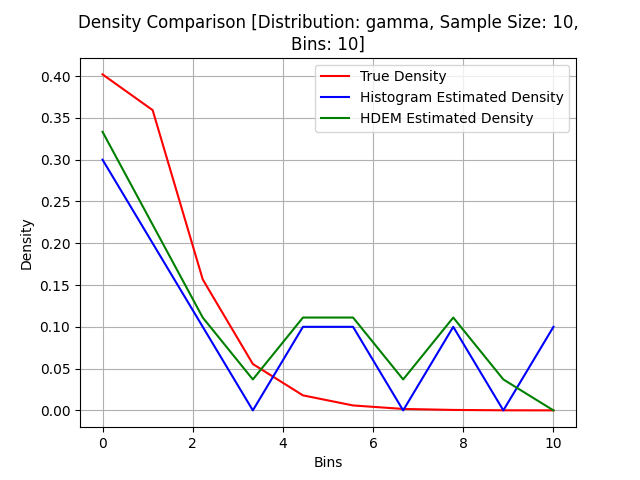 Density Comparison [Distribution: gamma, Sample Size: 10,
Bins: 10]
True Density
Histogram Estimated Density
HDEM Estimated Density
Density
0.40
0.35
0.30
0.25
0.20
0.15
0.10
0.05
0.00
0 2 4 6 8 10
Bins